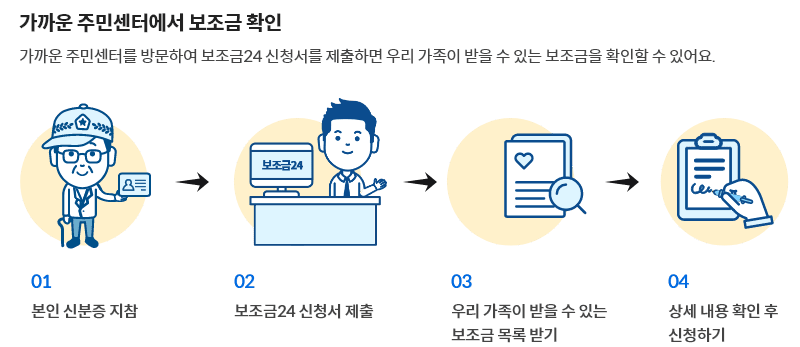 가까운 주민센터에서 보조금 확인
가까운 주민센터를 방문하여 보조금24 신청서를 제출하면 우리 가족이 받을 수 있는 보조금을 확인할 수 있어요.
보조금24
01
본인 신분증 지참
02
보조금24 신청서 제출
03
우리 가족이 받을 수 있는
보조금 목록 받기
04
상세 내용 확인 후
신청하기